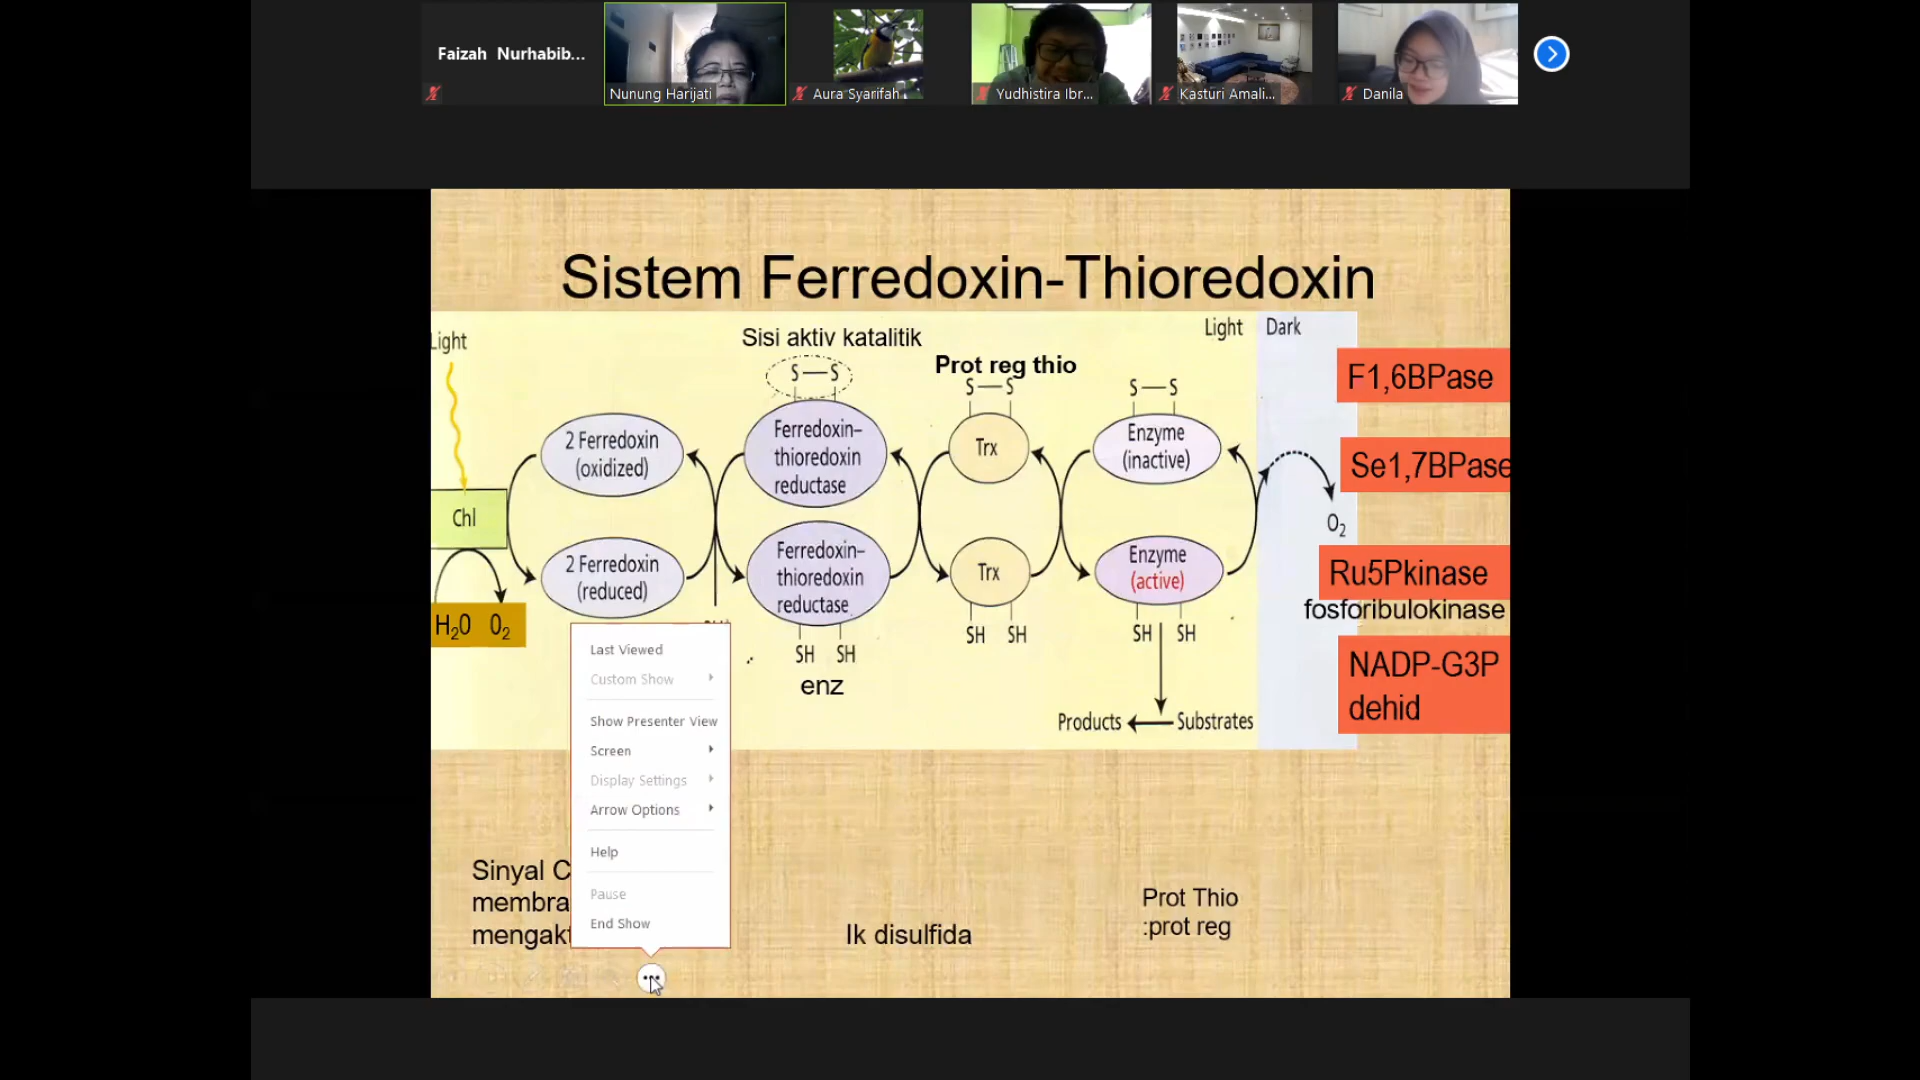 Faizah Nurhabib...
Nunung Harijati
Aura Syarifah
Yudhistira Ibr...
Kasturi Amali...
Danila
Sistem Ferredoxin-Thioredoxin
Light
Sisi aktiv katalitik
Prot reg thio
Light
Dark
S—S
S—S
S—S
F1,6BPase
2 Ferredoxin
(oxidized)
Ferredoxin–
thioredoxin
reductase
Trx
Enzyme
(inactive)
Se1,7BPase
Chl
O2
2 Ferredoxin
(reduced)
Ferredoxin–
thioredoxin
reductase
Trx
Enzyme
(active)
Ru5Pkinase
fosforibulokinase
H2O O2
SH SH
SH SH
SH SH
enz
NADP-G3P
dehid
Products
Substrates
Last Viewed
Custom Show
Show Presenter View
Screen
Display Settings
Arrow Options
Help
Pause
End Show
Sinyal
Ik disulfida
Prot Thio
:prot reg